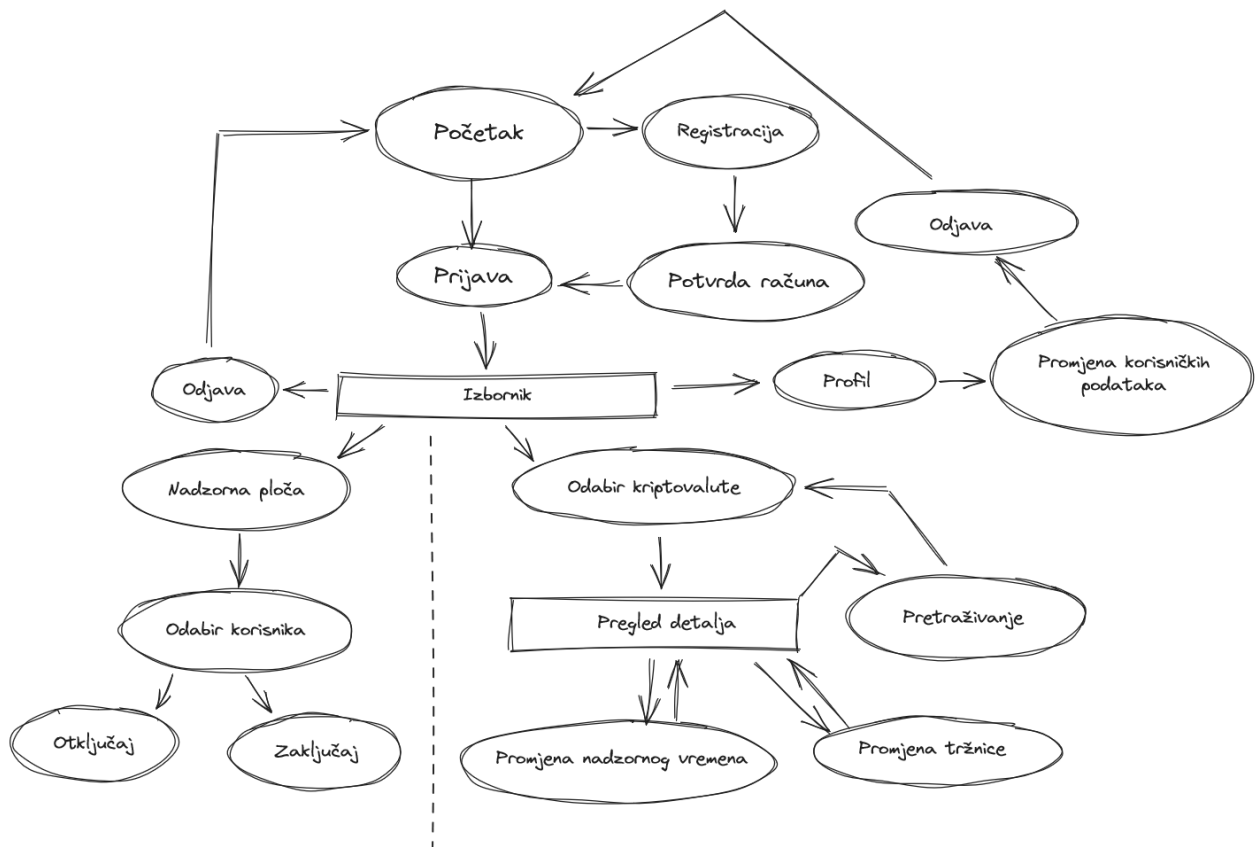 Početak
Registracija
Odjava
Prijava
Potvrda računa
Promjena korisničkih
podataka
Odjava
Izbornik
Profil
Nadzorna ploča
Odabir kriptovalute
Odabir korisnika
Pregled detalja
Pretraživanje
Otključaj
Zaključaj
Promjena nadzornog vremena
Promjena tržnice